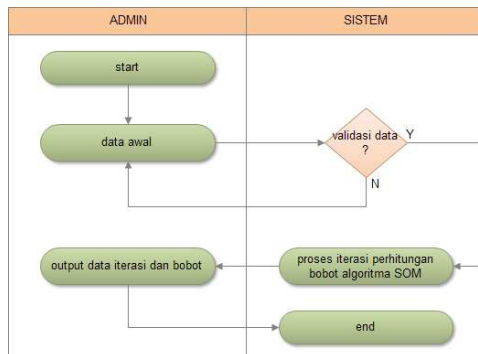 ADMIN
SISTEM
start
data awal
validasi data
?
Y
N
output data iterasi dan bobot
proses iterasi perhitungan
bobot algoritma SOM
end